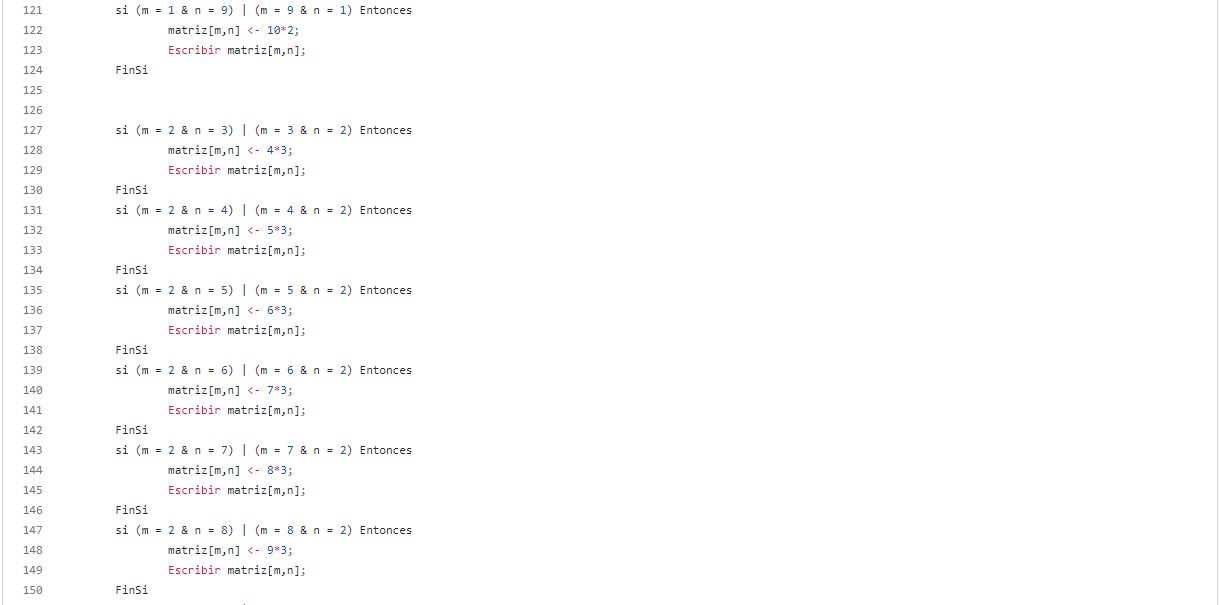 121 si (m = 1 & n = 9) | (m = 9 & n = 1) Entonces
122 matriz[m,n] <- 10*2;
123 Escribir matriz[m,n];
124 FinSi
125
126
127 si (m = 2 & n = 3) | (m = 3 & n = 2) Entonces
128 matriz[m,n] <- 4*3;
129 Escribir matriz[m,n];
130 FinSi
131 si (m = 2 & n = 4) | (m = 4 & n = 2) Entonces
132 matriz[m,n] <- 5*3;
133 Escribir matriz[m,n];
134 FinSi
135 si (m = 2 & n = 5) | (m = 5 & n = 2) Entonces
136 matriz[m,n] <- 6*3;
137 Escribir matriz[m,n];
138 FinSi
139 si (m = 2 & n = 6) | (m = 6 & n = 2) Entonces
140 matriz[m,n] <- 7*3;
141 Escribir matriz[m,n];
142 FinSi
143 si (m = 2 & n = 7) | (m = 7 & n = 2) Entonces
144 matriz[m,n] <- 8*3;
145 Escribir matriz[m,n];
146 FinSi
147 si (m = 2 & n = 8) | (m = 8 & n = 2) Entonces
148 matriz[m,n] <- 9*3;
149 Escribir matriz[m,n];
150 FinSi